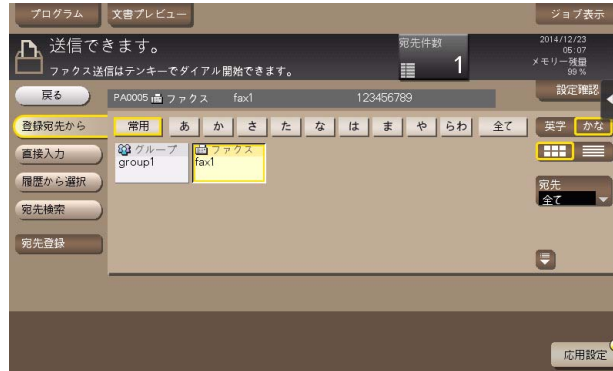 プログラム 文書プレビュー ジョブ表示
送信できます。
ファクス送信はテンキーでダイアル開始できます。
宛先件数
1
2014/12/23
05:07
メモリー残量
99 %
戻る
PA0005 ファクス fax1 123456789
設定確認
登録宛先から
常用 あ か さ た な は ま や らわ 全て
英字 かな
直接入力
グループ
group1
ファクス
fax1
履歴から選択
宛先
全て
宛先検索
宛先登録
応用設定